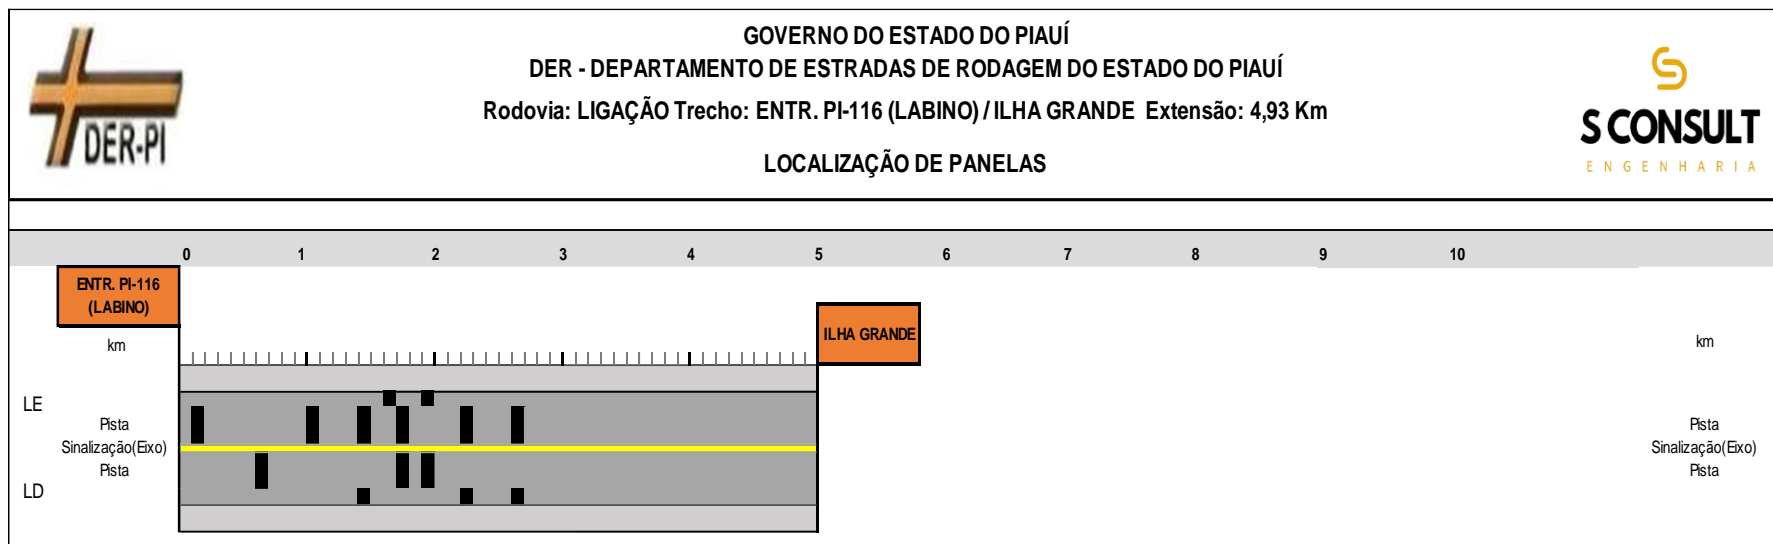 GOVERNO DO ESTADO DO PIAUÍ
DER - DEPARTAMENTO DE ESTRADAS DE RODAGEM DO ESTADO DO PIAUÍ
Rodovia: LIGAÇÃO Trecho: ENTR. PI-116 (LABINO) / ILHA GRANDE Extensão: 4,93 Km
LOCALIZAÇÃO DE PANELAS
DER-PI
S CONSULT
ENGENHARIA
0 1 2 3 4 5 6 7 8 9 10
ENTR. PI-116
(LABINO)
ILHA GRANDE
km km
LE
Pista Pista
Sinalização(Eixo) Sinalização(Eixo)
Pista Pista
LD